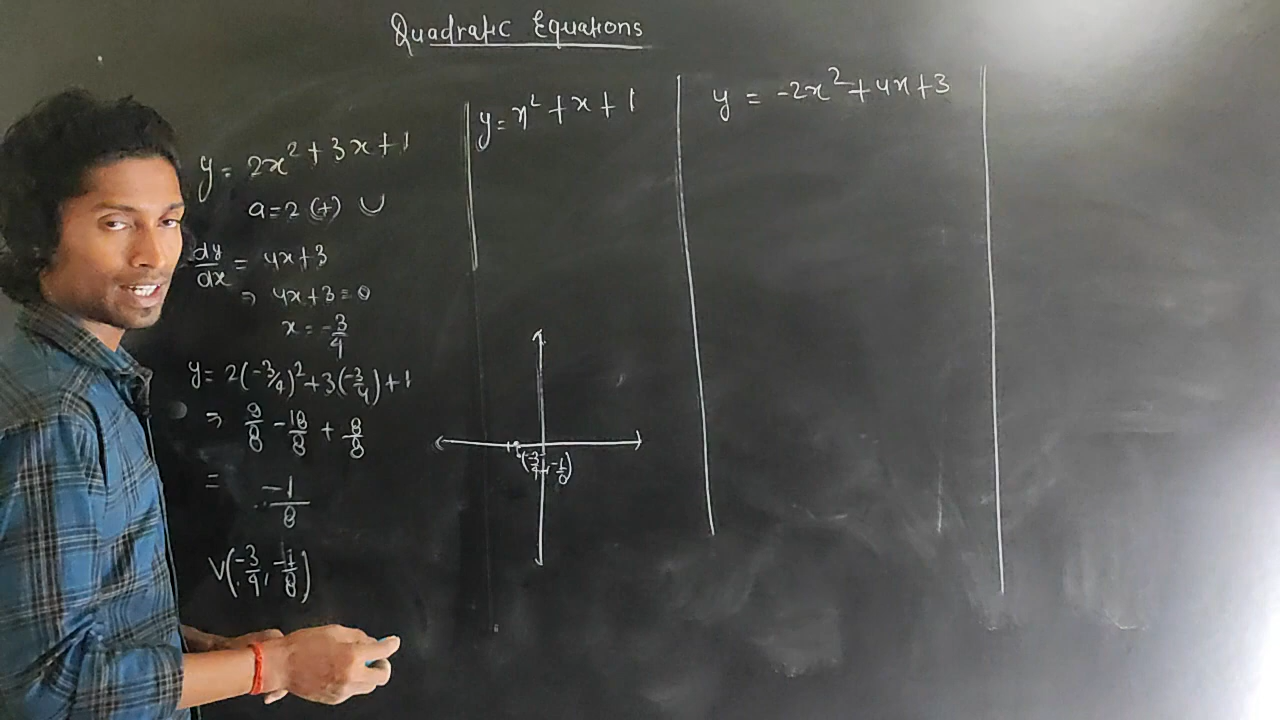 Quadratic Equations
y = 2x² + 3x + 1
a = 2 (+) ∪
dy/dx = 4x + 3
⇒ 4x + 3 = 0
x = -3/4
y = 2(-3/4)² + 3(-3/4) + 1
⇒ 9/8 - 18/8 + 8/8
= -1/8
V(-3/4, -1/8)
y = x² + x + 1
(-3/4, -1/8)
y = -2x² + 4x + 3